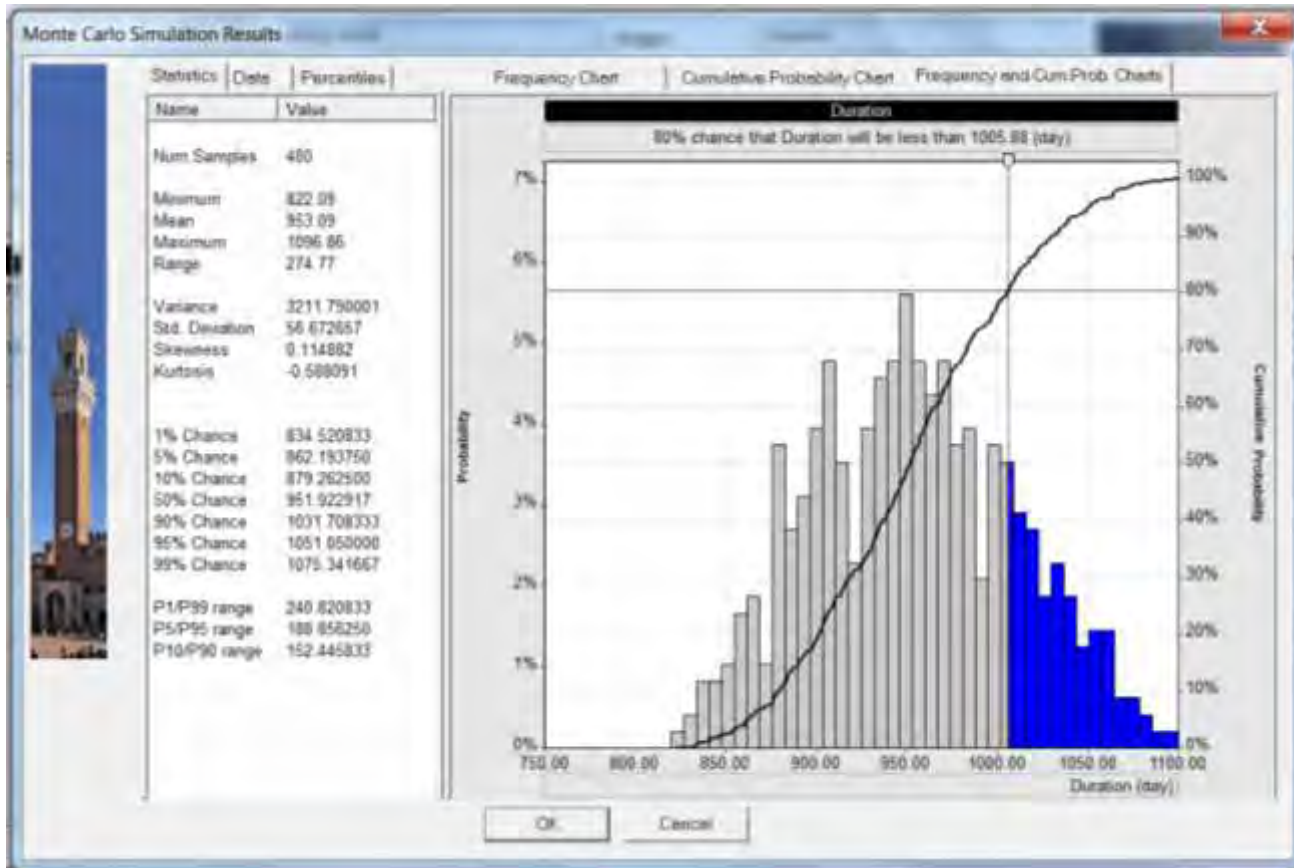 Monte Carlo Simulation Results
Statistics Data Percentiles
Name Value
Num Samples 480
Minimum 822.09
Mean 953.09
Maximum 1096.86
Range 274.77
Variance 3211.790001
Std. Deviation 56.672657
Skewness 0.114882
Kurtosis -0.588091
1% Chance 834.520833
5% Chance 862.193750
10% Chance 879.262500
50% Chance 951.922917
90% Chance 1031.708333
95% Chance 1051.050000
99% Chance 1075.341667
P1/P99 range 240.820833
P5/P95 range 188.856250
P10/P90 range 152.445833
Frequency Chart Cumulative Probability Chart Frequency and Cum.Prob. Charts
Duration
80% chance that Duration will be less than 1005.88 (day)
7%
6%
5%
4%
3%
2%
1%
0%
Probability
100%
90%
80%
70%
60%
50%
40%
30%
20%
10%
0%
Cumulative Probability
750.00 800.00 850.00 900.00 950.00 1000.00 1050.00 1100.00
Duration (day)
OK Cancel